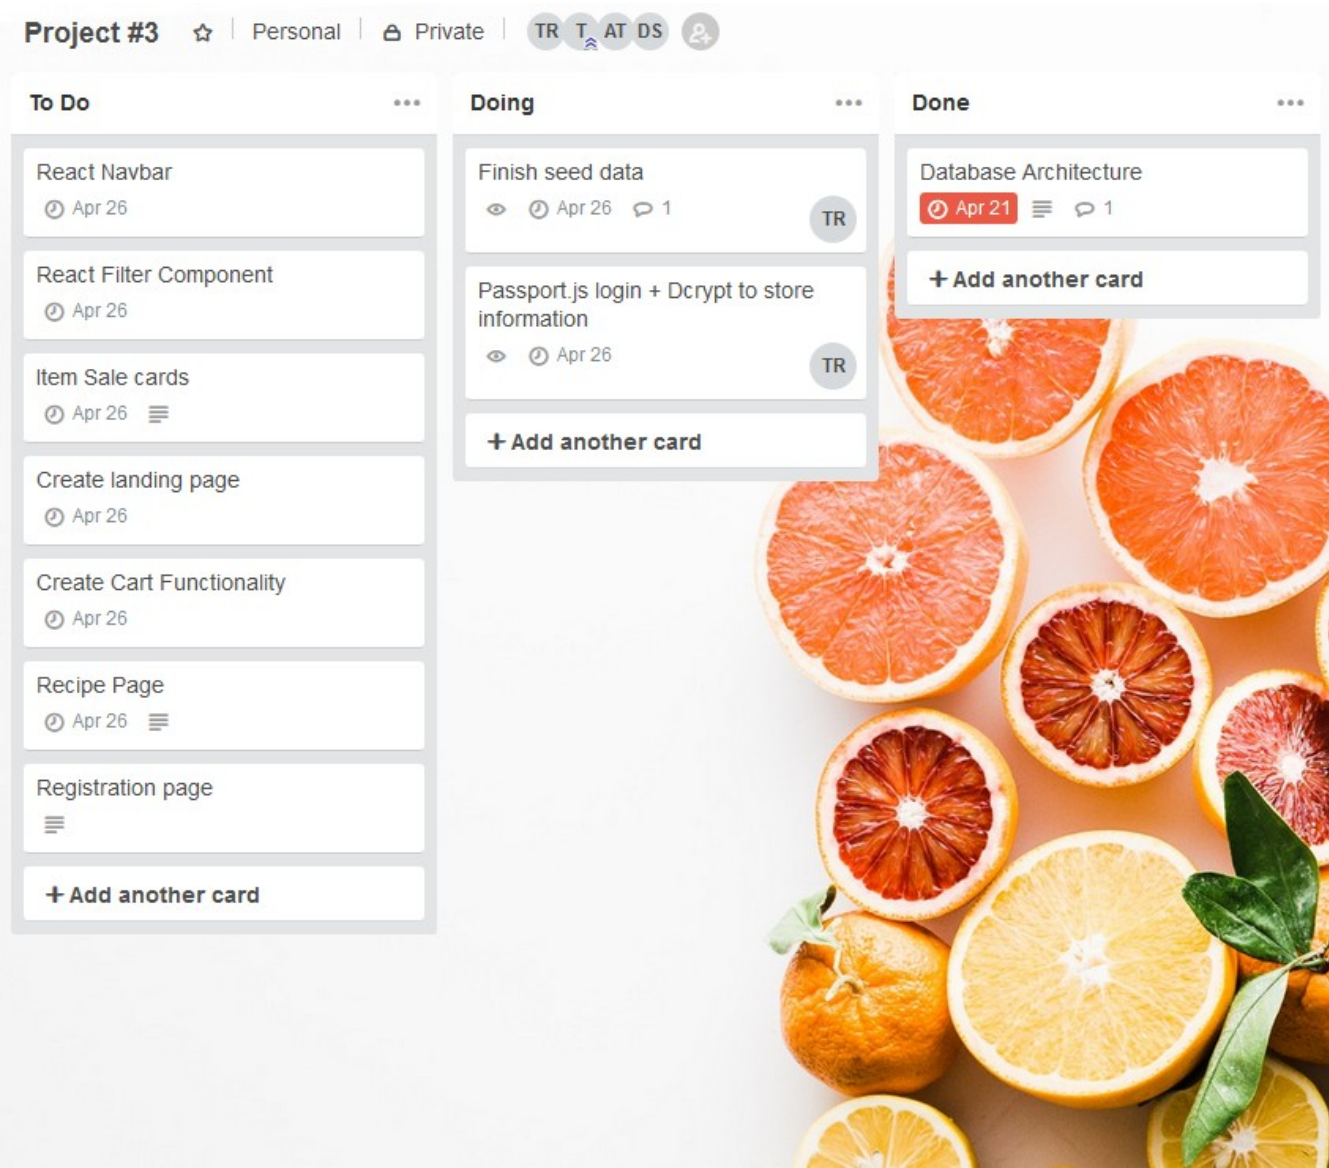 Project #3 Personal Private TR T AT DS
To Do
React Navbar
Apr 26
React Filter Component
Apr 26
Item Sale cards
Apr 26
Create landing page
Apr 26
Create Cart Functionality
Apr 26
Recipe Page
Apr 26
Registration page
+ Add another card
Doing
Finish seed data
Apr 26 1
TR
Passport.js login + Dcrypt to store
information
Apr 26
TR
+ Add another card
Done
Database Architecture
Apr 21 1
+ Add another card